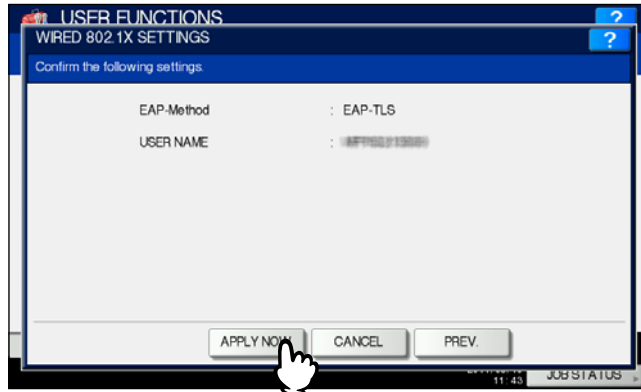 USER FUNCTIONS
?
WIRED 802.1X SETTINGS
?
Confirm the following settings.
EAP-Method : EAP-TLS
USER NAME :
APPLY NOW CANCEL PREV.
11:43 JOB STATUS